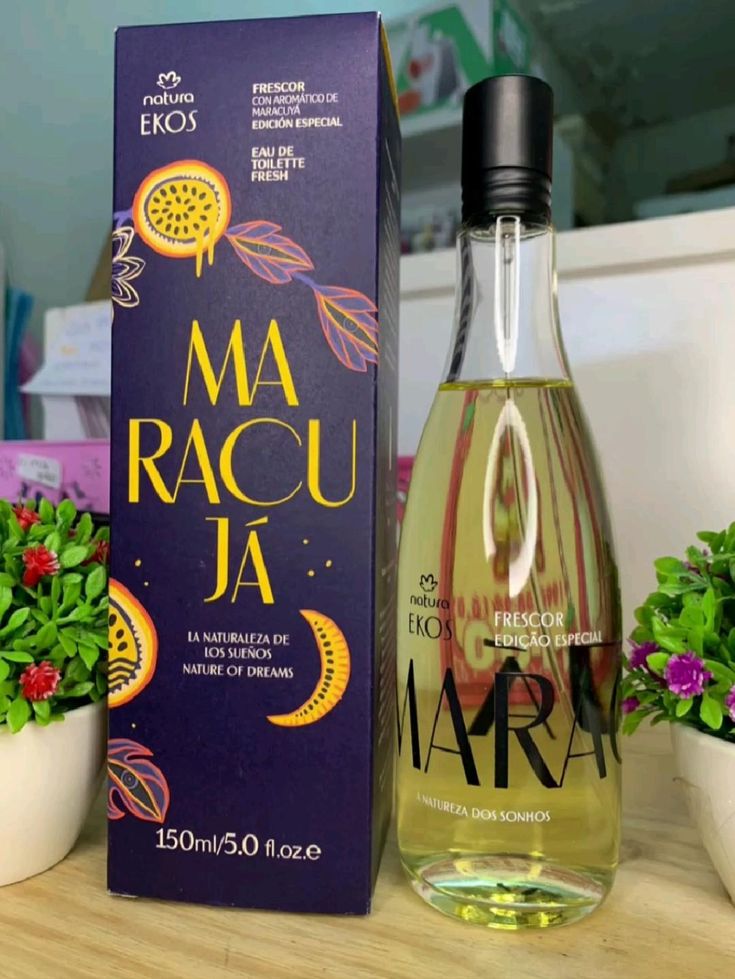 natura
EKOS
FRESCOR
CON AROMÁTICO DE
MARACUYÁ
EDICIÓN ESPECIAL
EAU DE
TOILETTE
FRESH
MA
RACU
JÁ
LA NATURALEZA DE
LOS SUEÑOS
NATURE OF DREAMS
150ml/5.0 fl.oz.e
natura
EKOS
FRESCOR
EDIÇÃO ESPECIAL
MARAC
A NATUREZA DOS SONHOS